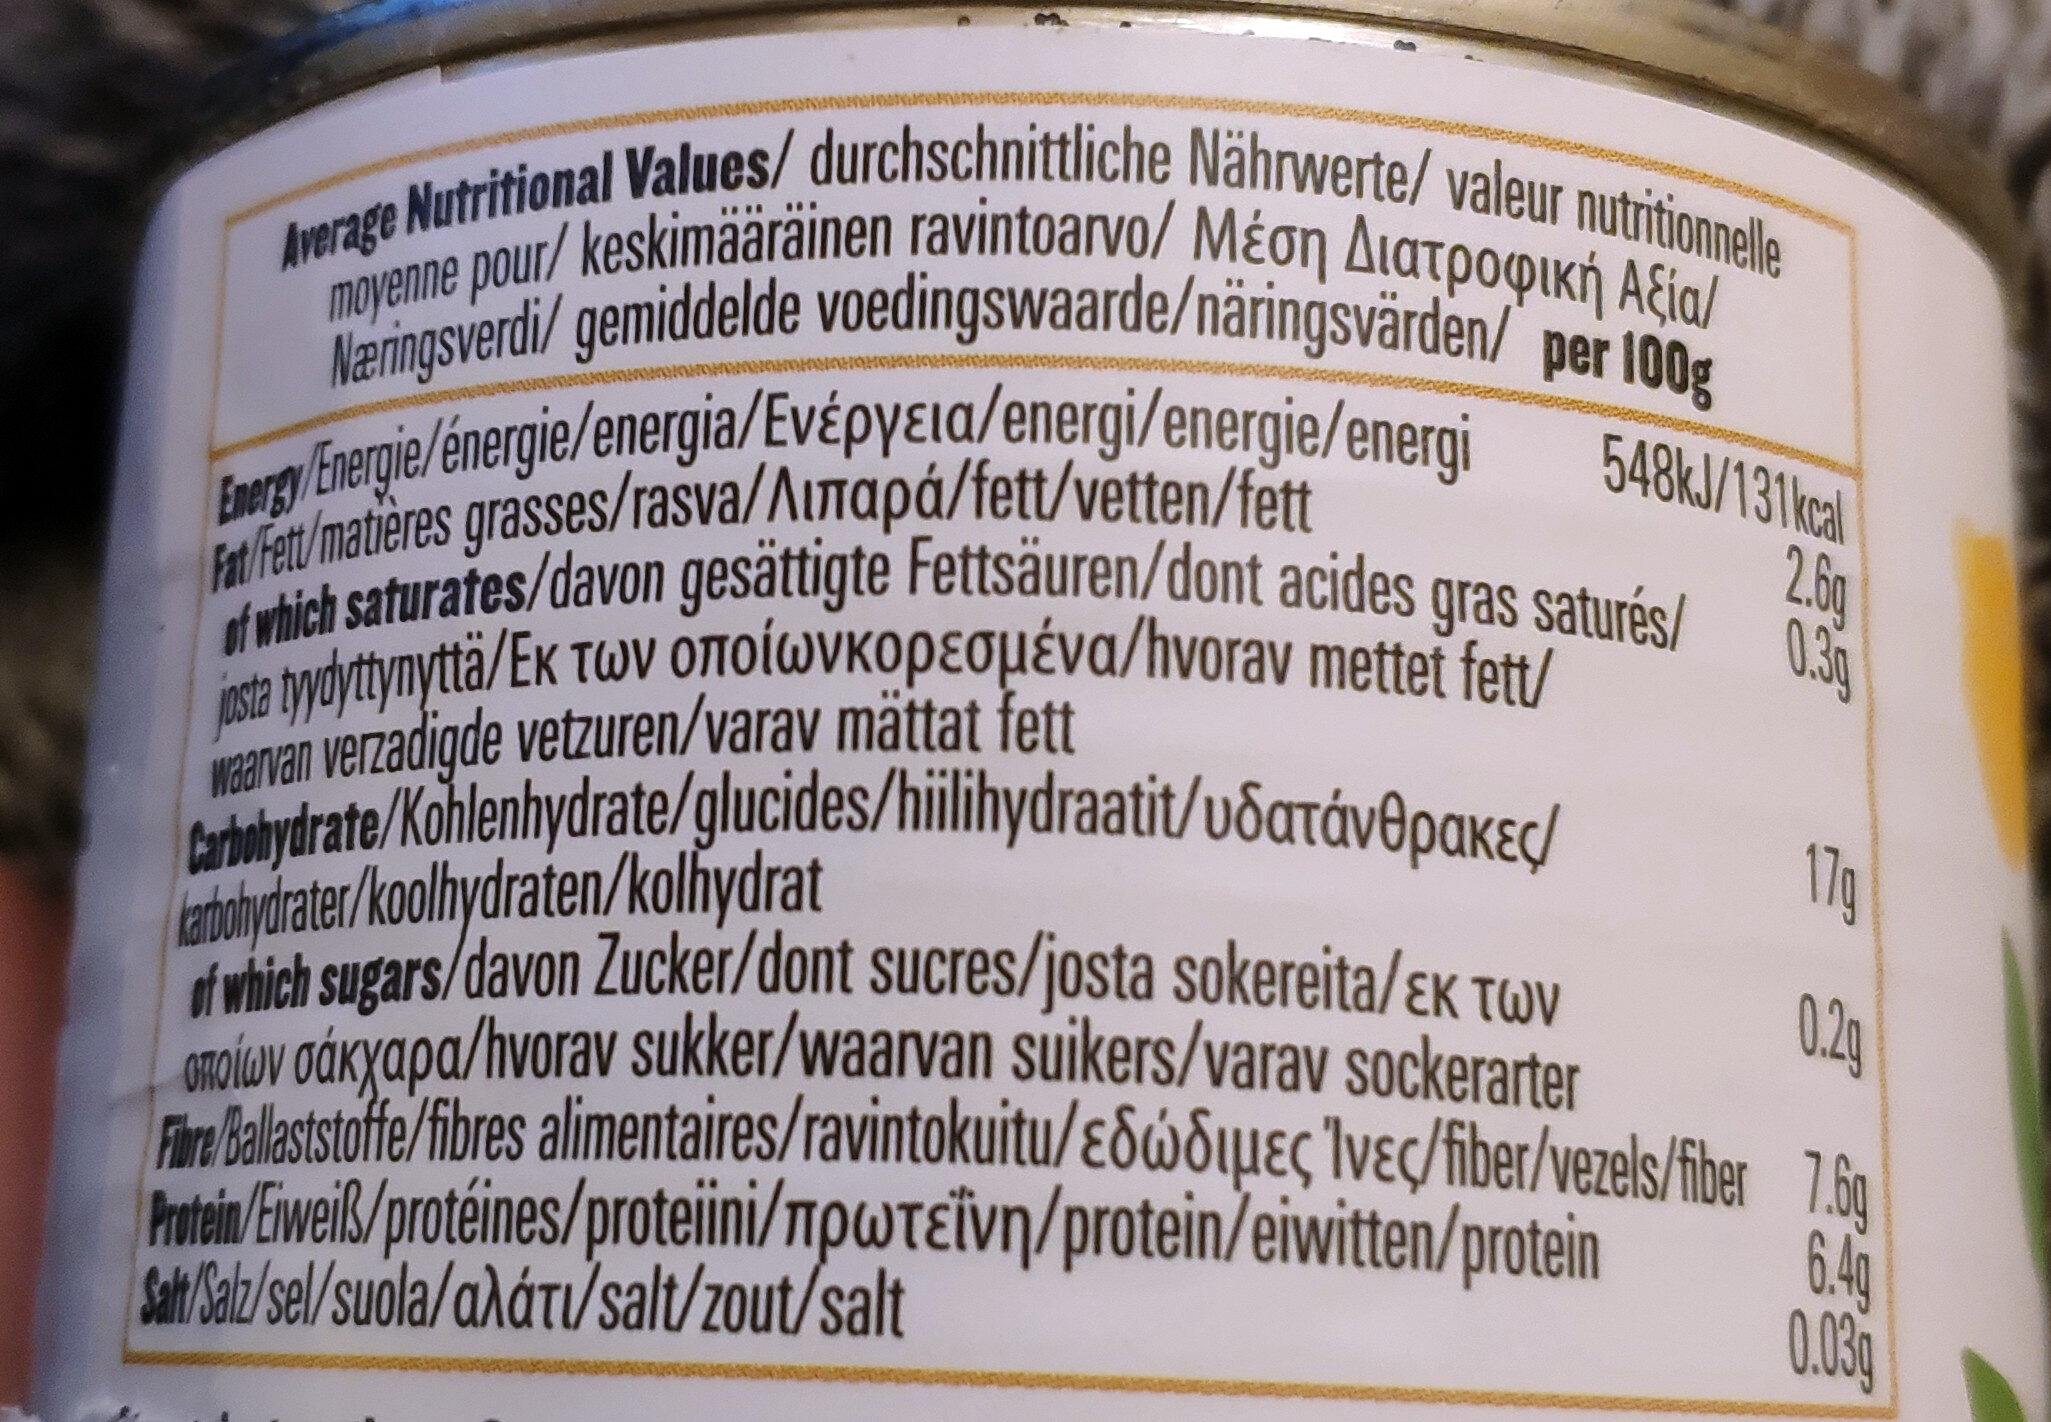 Average Nutritional Values/ durchschnittliche Nährwerte/ valeur nutritionnelle
moyenne pour/ keskimääräinen ravintoarvo/ Μέση Διατροφική Αξία/
Næringsverdi/ gemiddelde voedingswaarde/näringsvärden/ per 100g
Energy/Energie/énergie/energia/Ενέργεια/energi/energie/energi 548kJ/131kcal
Fat/Fett/matières grasses/rasva/Λιπαρά/fett/vetten/fett 2.6g
of which saturates/davon gesättigte Fettsäuren/dont acides gras saturés/ 0.3g
josta tyydyttynyttä/Εκ των οποίωνκορεσμένα/hvorav mettet fett/
waarvan verzadigde vetzuren/varav mättat fett
Carbohydrate/Kohlenhydrate/glucides/hiilihydraatit/υδατάνθρακες/ 17g
karbohydrater/koolhydraten/kolhydrat
of which sugars/davon Zucker/dont sucres/josta sokereita/εκ των 0.2g
οποίων σάκχαρα/hvorav sukker/waarvan suikers/varav sockerarter
Fibre/Ballaststoffe/fibres alimentaires/ravintokuitu/εδώδιμες Ίνες/fiber/vezels/fiber 7.6g
Protein/Eiweiß/protéines/proteiini/πρωτεΐνη/protein/eiwitten/protein 6.4g
Salt/Salz/sel/suola/αλάτι/salt/zout/salt 0.03g